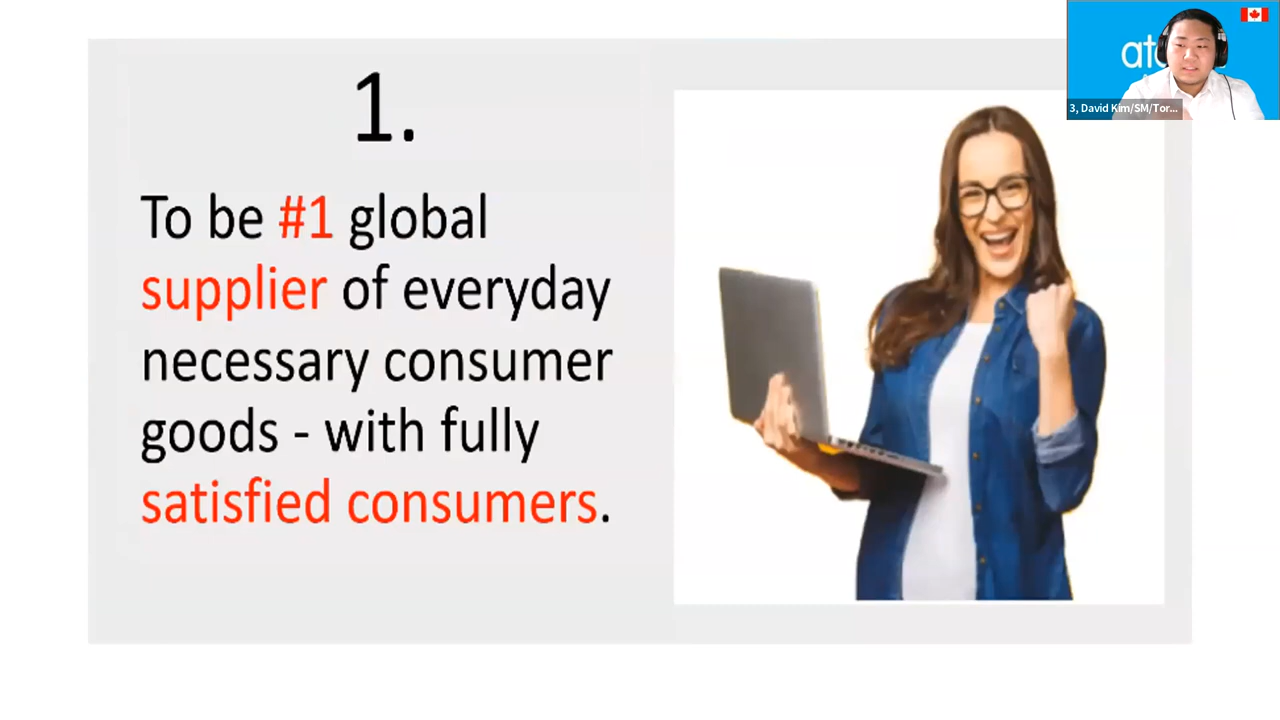 1.
To be #1 global
supplier of everyday
necessary consumer
goods - with fully
satisfied consumers.
3, David Kim/SM/Tor...